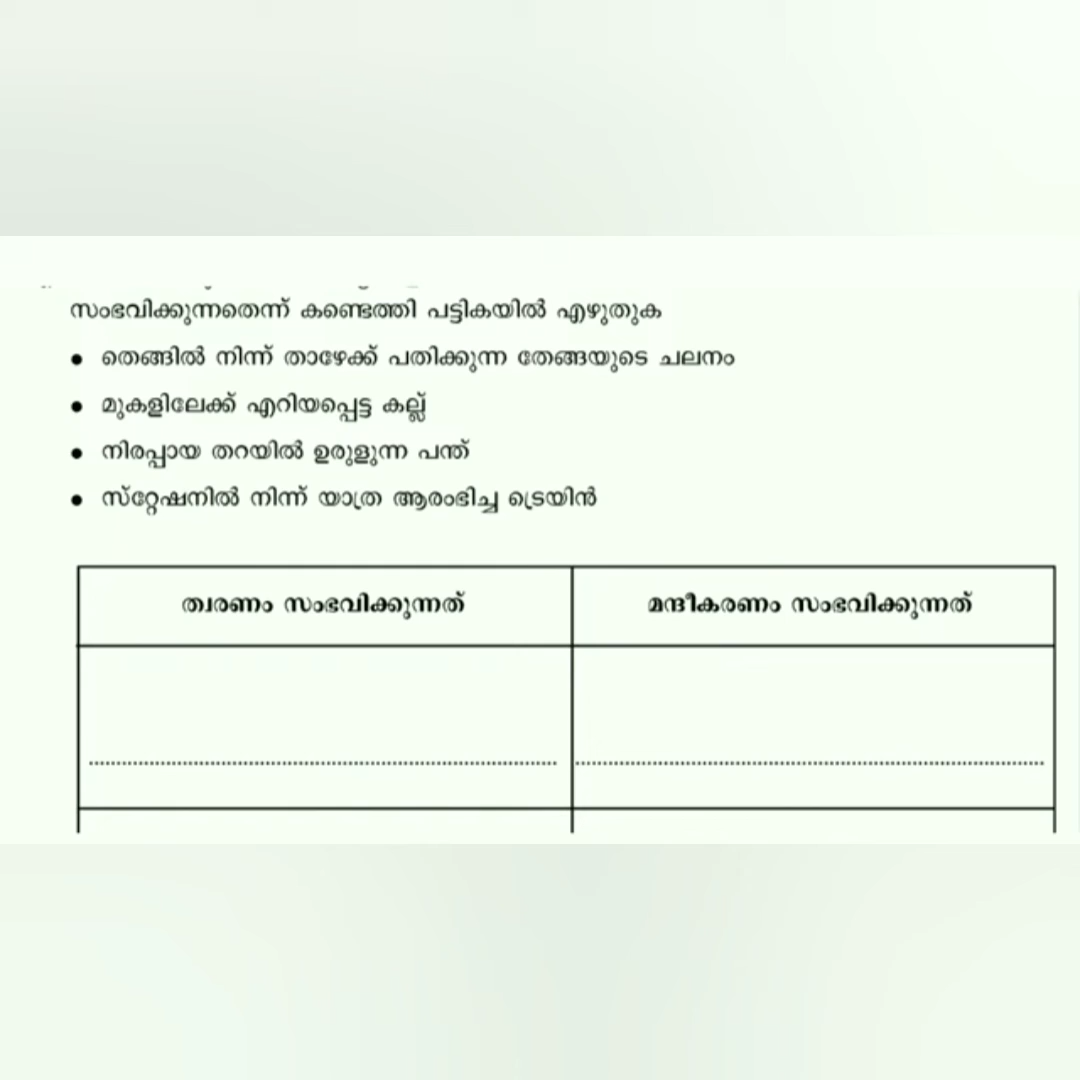 സംഭവിക്കുന്നതെന്ന് കണ്ടെത്തി പട്ടികയിൽ എഴുതുക
• തെങ്ങിൽ നിന്ന് താഴേക്ക് പതിക്കുന്ന തേങ്ങയുടെ ചലനം
• മുകളിലേക്ക് എറിയപ്പെട്ട കല്ല്
• നിരപ്പായ തറയിൽ ഉരുളുന്ന പന്ത്
• സ്റ്റേഷനിൽ നിന്ന് യാത്ര ആരംഭിച്ച ട്രെയിൻ
ത്വരണം സംഭവിക്കുന്നത് മന്ദീകരണം സംഭവിക്കുന്നത്